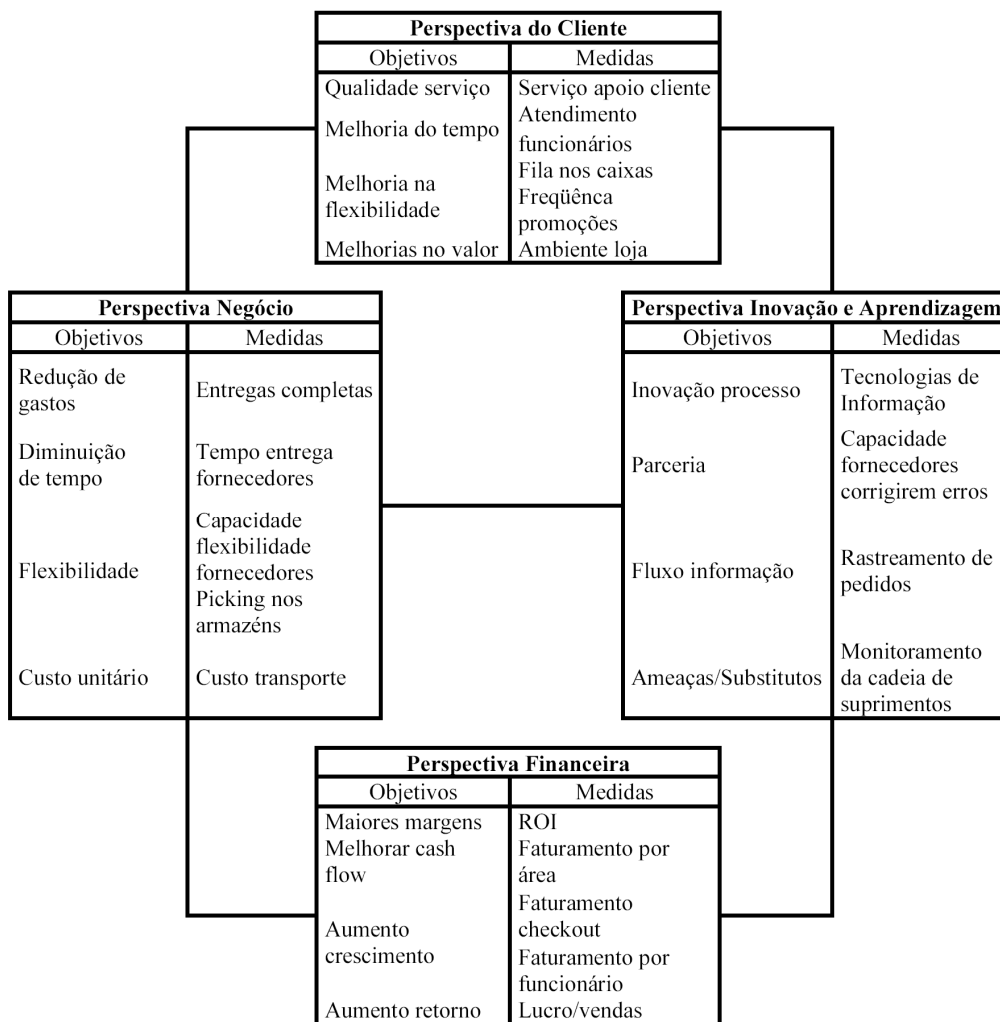 Perspectiva do Cliente
Objetivos
Medidas
Qualidade serviço
Serviço apoio cliente
Melhoria do tempo
Atendimento
funcionários
Melhoria na
flexibilidade
Fila nos caixas
Freqüênca
promoções
Melhorias no valor
Ambiente loja
Perspectiva Negócio
Objetivos
Medidas
Redução de
gastos
Entregas completas
Diminuição
de tempo
Tempo entrega
fornecedores
Flexibilidade
Capacidade
flexibilidade
fornecedores
Picking nos
armazéns
Custo unitário
Custo transporte
Perspectiva Inovação e Aprendizagem
Objetivos
Medidas
Inovação processo
Tecnologias de
Informação
Parceria
Capacidade
fornecedores
corrigirem erros
Fluxo informação
Rastreamento de
pedidos
Ameaças/Substitutos
Monitoramento
da cadeia de
suprimentos
Perspectiva Financeira
Objetivos
Medidas
Maiores margens
ROI
Melhorar cash
flow
Faturamento por
área
Aumento
crescimento
Faturamento
checkout
Faturamento por
funcionário
Aumento retorno
Lucro/vendas